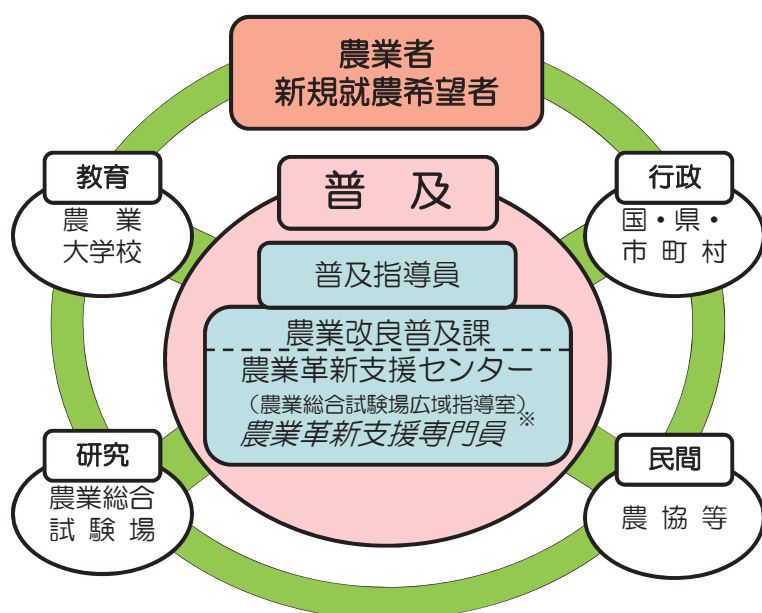 農業者
新規就農希望者
教育
農業
大学校
普及
行政
国・県・
市町村
普及指導員
農業改良普及課
農業革新支援センター
（農業総合試験場広域指導室）
農業革新支援専門員※
研究
農業総合
試験場
民間
農協等